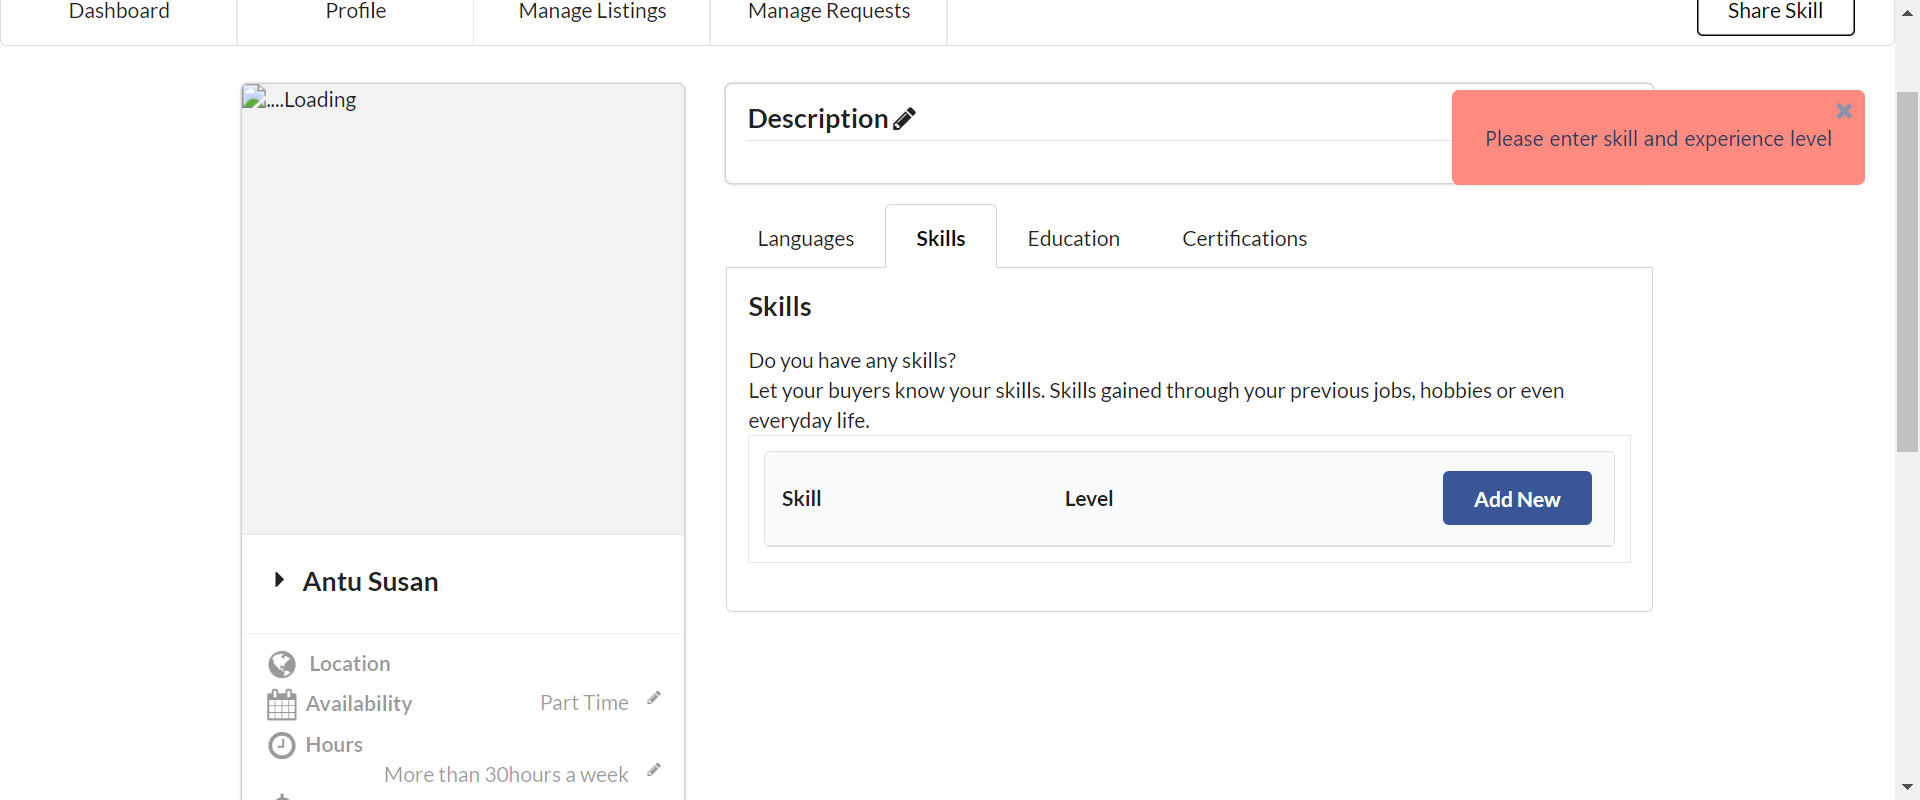 Dashboard
Profile
Manage Listings
Manage Requests
Share Skill
....Loading
Description
Please enter skill and experience level
Languages
Skills
Education
Certifications
Skills
Do you have any skills?
Let your buyers know your skills. Skills gained through your previous jobs, hobbies or even
everyday life.
Skill
Level
Add New
Antu Susan
Location
Availability
Part Time
Hours
More than 30hours a week